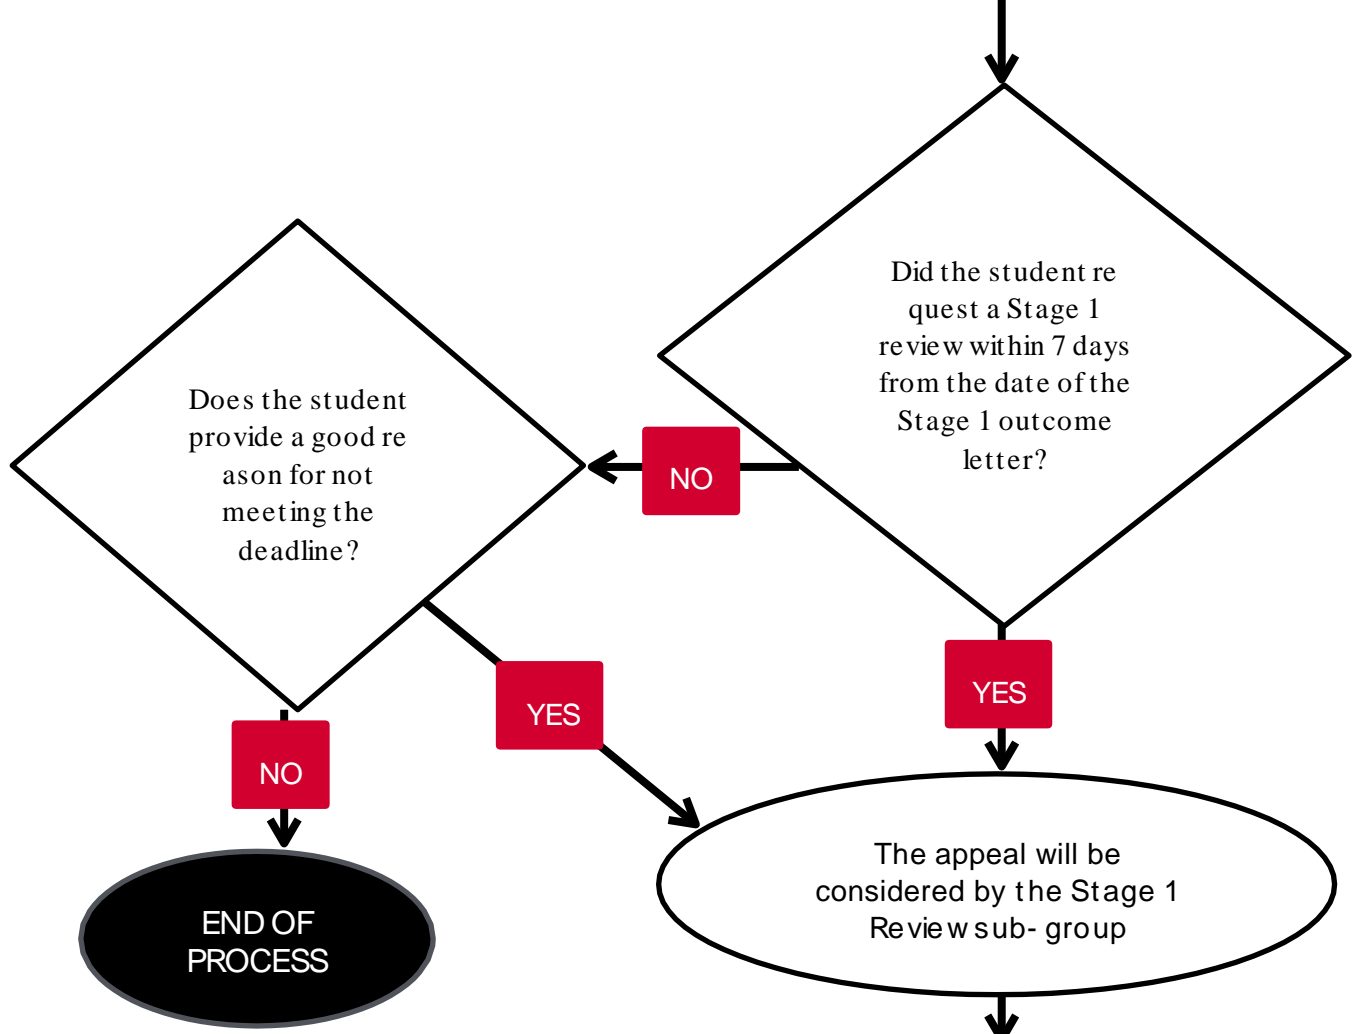 Did the student re
quest a Stage 1
review within 7 days
from the date of the
Stage 1 outcome
letter?
Does the student
provide a good re
ason for not
meeting the
deadline?
NO
YES
YES
NO
The appeal will be
considered by the Stage 1
Review sub- group
END OF
PROCESS